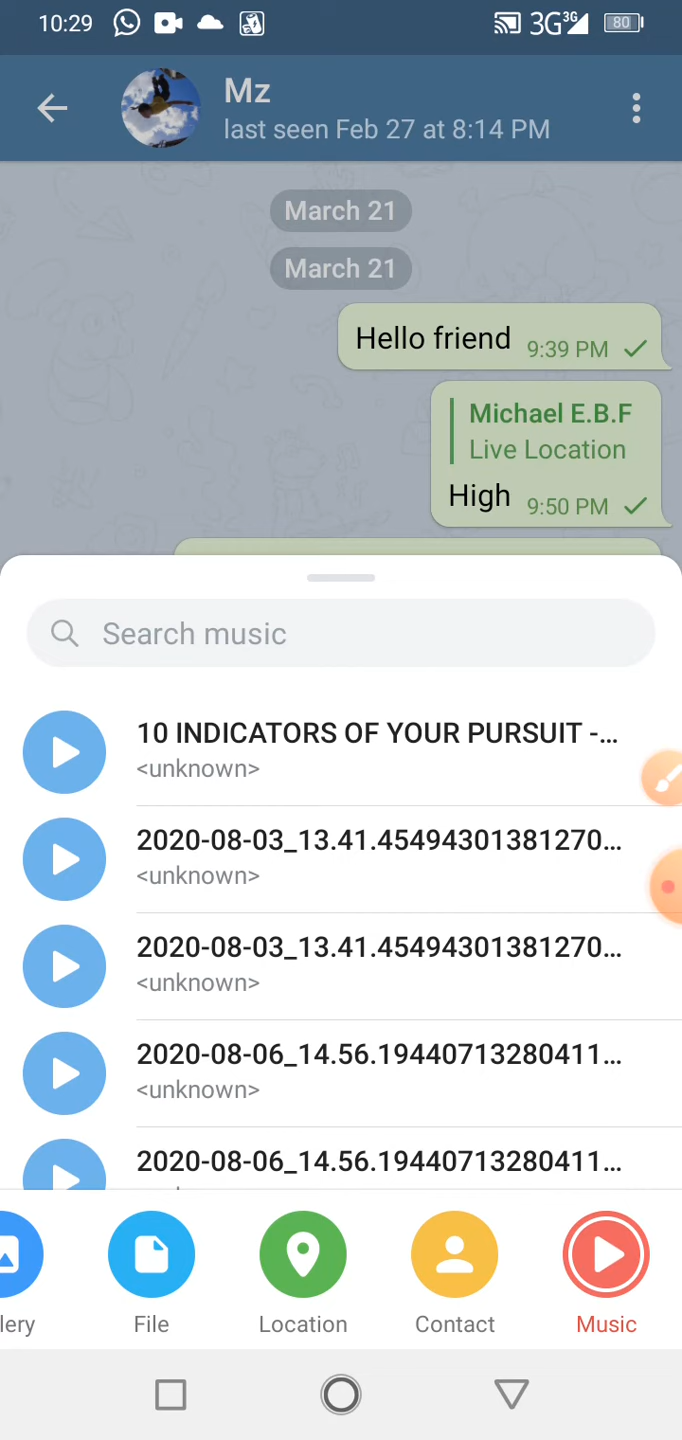 10:29
3G 3G 80
Mz
last seen Feb 27 at 8:14 PM
March 21
March 21
Hello friend 9:39 PM
Michael E.B.F
Live Location
High 9:50 PM
Search music
10 INDICATORS OF YOUR PURSUIT -...
<unknown>
2020-08-03_13.41.45494301381270...
<unknown>
2020-08-03_13.41.45494301381270...
<unknown>
2020-08-06_14.56.19440713280411...
<unknown>
2020-08-06_14.56.19440713280411...
lery
File
Location
Contact
Music